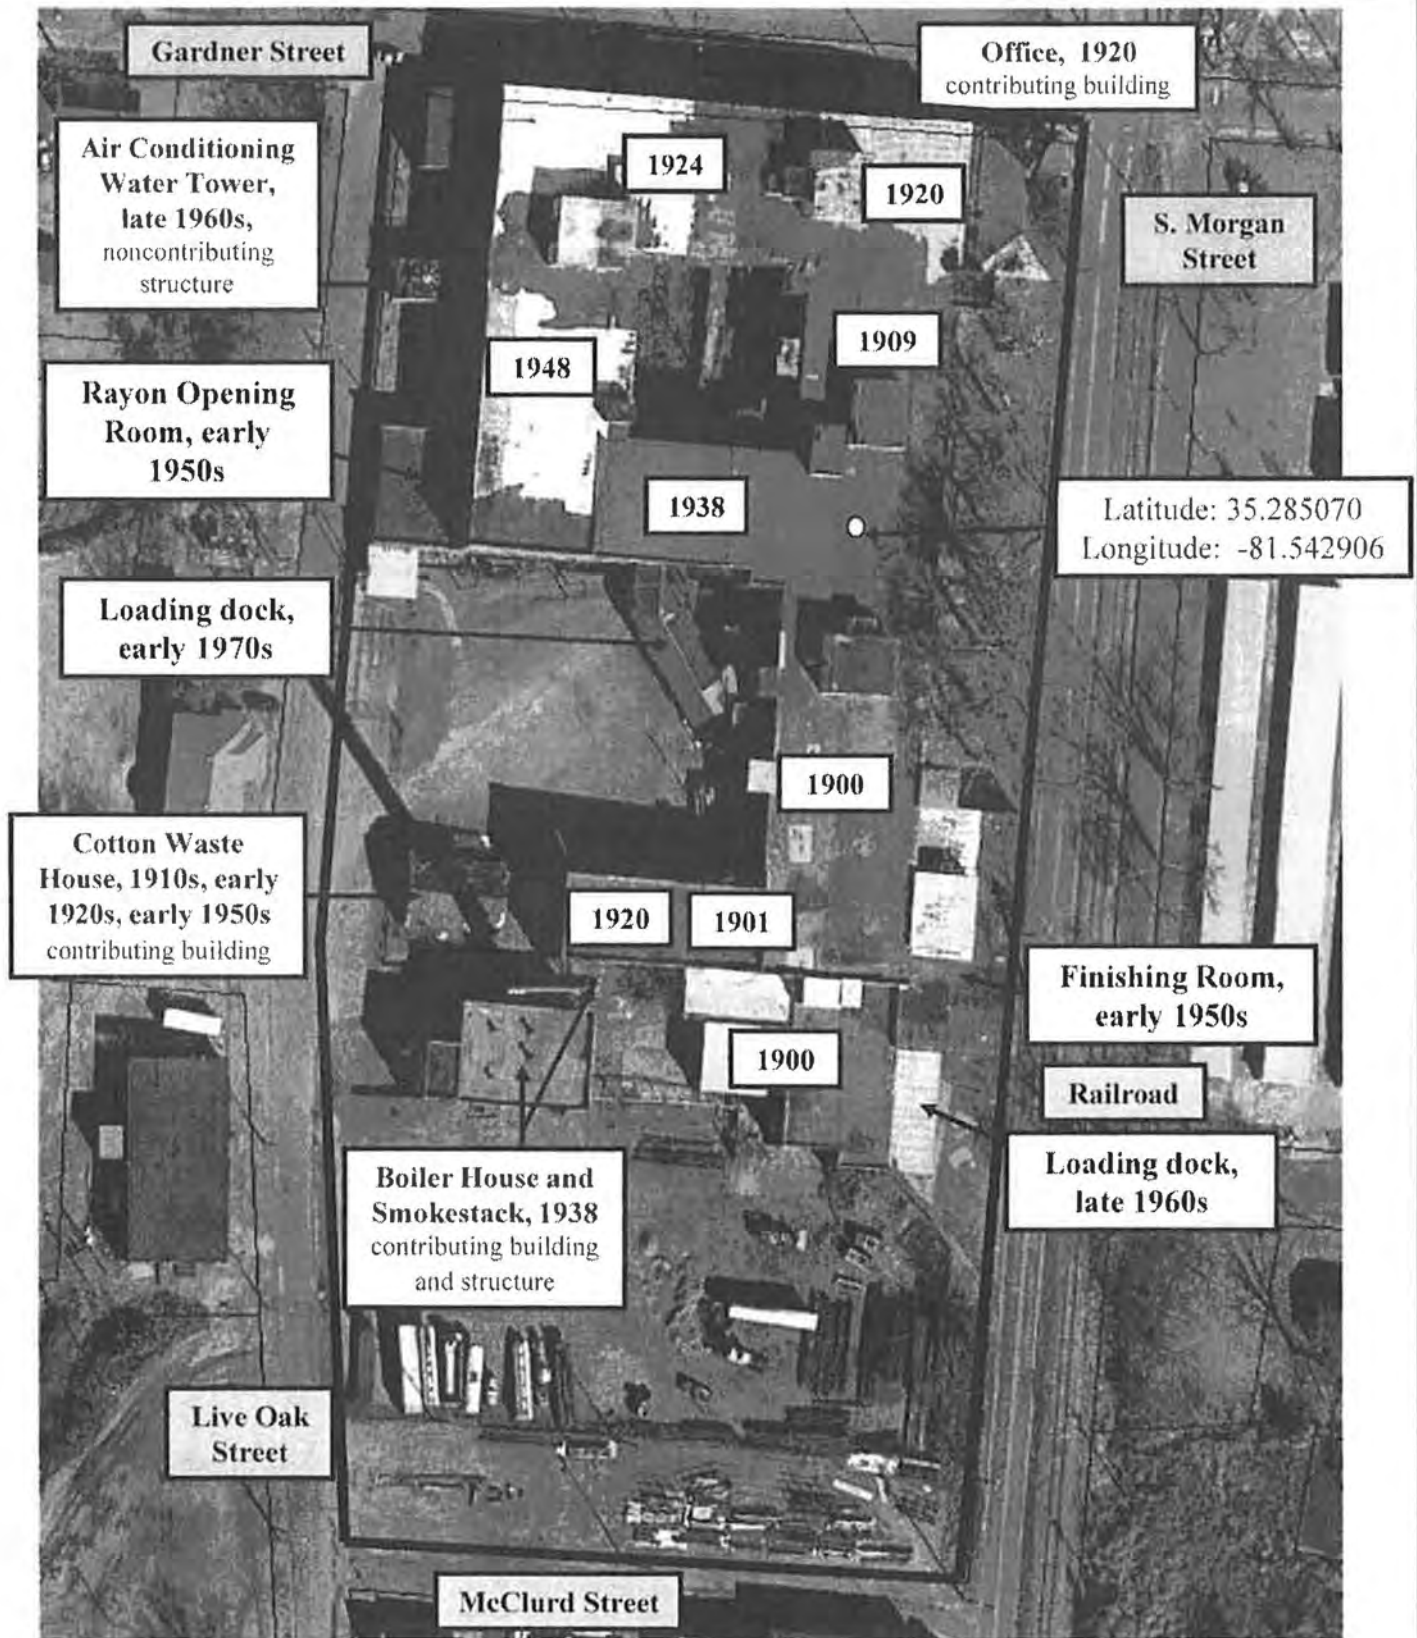 Gardner Street
Office, 1920
contributing building
Air Conditioning
Water Tower,
late 1960s,
noncontributing
structure
1924
1920
S. Morgan
Street
1909
1948
Rayon Opening
Room, early
1950s
1938
Latitude: 35.285070
Longitude: -81.542906
Loading dock,
early 1970s
1900
Cotton Waste
House, 1910s, early
1920s, early 1950s
contributing building
1920
1901
Finishing Room,
early 1950s
1900
Railroad
Loading dock,
late 1960s
Boiler House and
Smokestack, 1938
contributing building
and structure
Live Oak
Street
McClurd Street